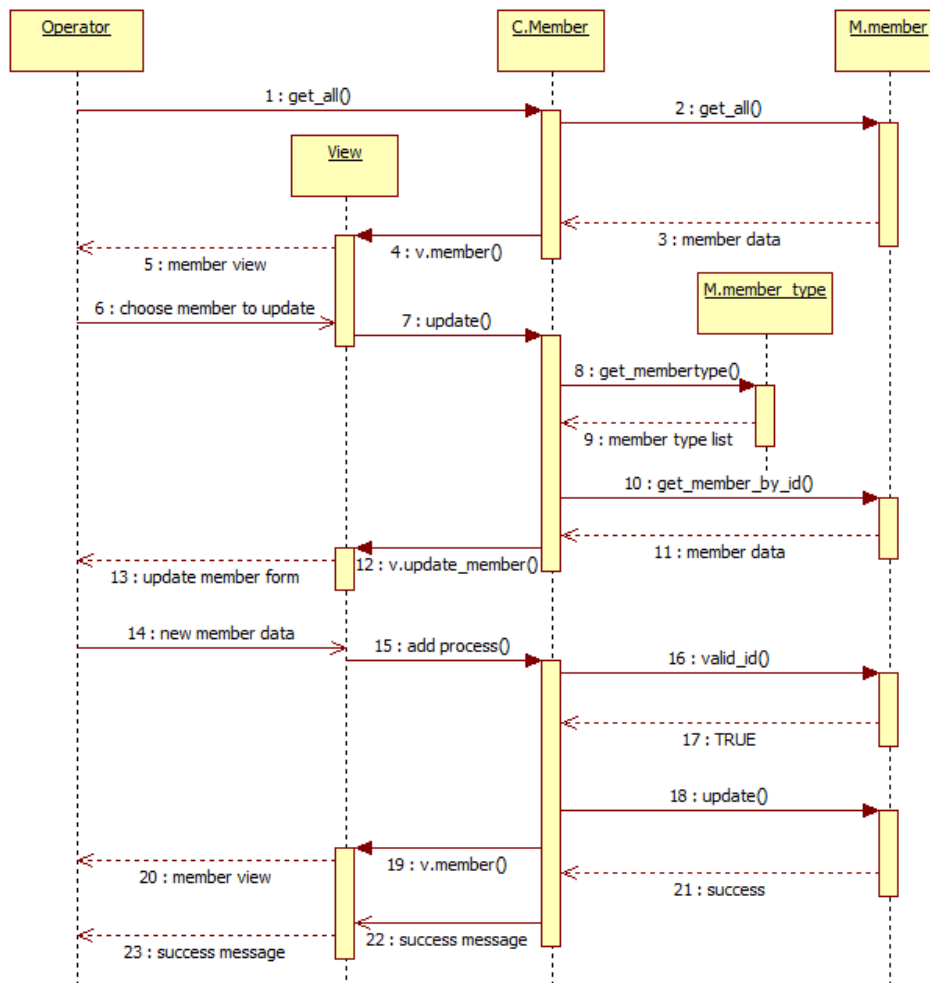 Operator
C.Member
M.member
1 : get_all()
2 : get_all()
View
3 : member data
4 : v.member()
5 : member view
M.member_type
6 : choose member to update
7 : update()
8 : get_membertype()
9 : member type list
10 : get_member_by_id()
11 : member data
12 : v.update_member()
13 : update member form
14 : new member data
15 : add process()
16 : valid_id()
17 : TRUE
18 : update()
19 : v.member()
20 : member view
21 : success
22 : success message
23 : success message